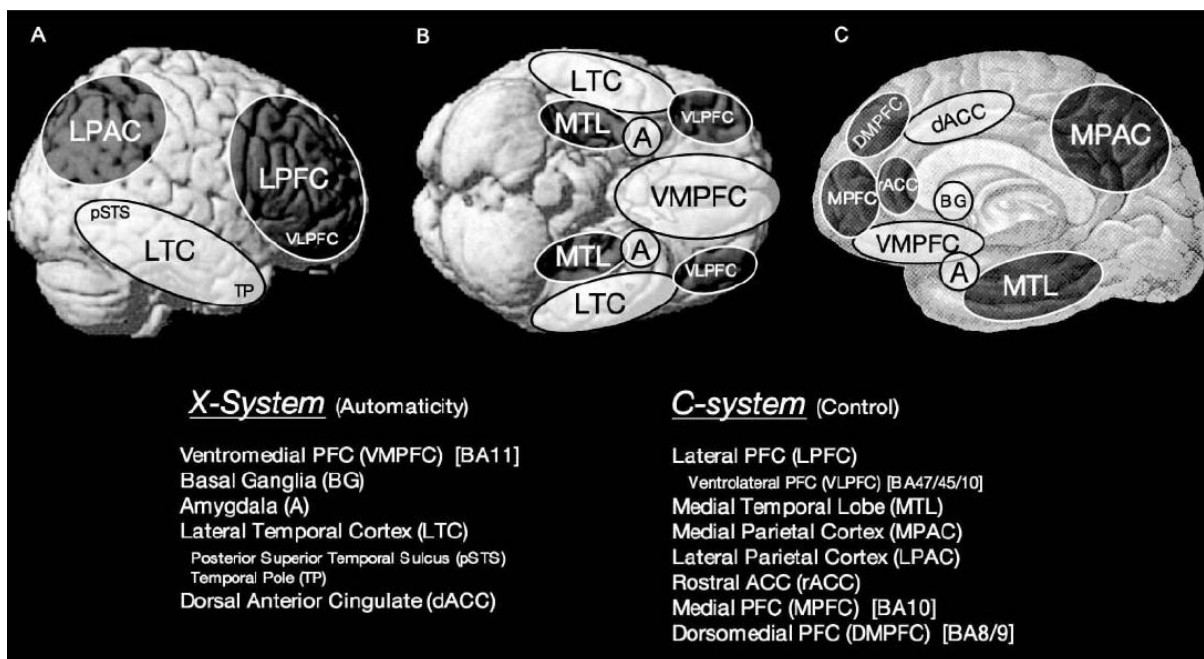 A
B
C
LPAC
LPFC
pSTS
LTC
VLPFC
TP
LTC
MTL
A
VLPFC
VMPFC
MTL
A
VLPFC
LTC
DMPFC
dACC
MPAC
MPFC
rACC
BG
VMPFC
A
MTL
X-System (Automaticity)
Ventromedial PFC (VMPFC) [BA11]
Basal Ganglia (BG)
Amygdala (A)
Lateral Temporal Cortex (LTC)
Posterior Superior Temporal Sulcus (pSTS)
Temporal Pole (TP)
Dorsal Anterior Cingulate (dACC)
C-system (Control)
Lateral PFC (LPFC)
Ventrolateral PFC (VLPFC) [BA47/45/10]
Medial Temporal Lobe (MTL)
Medial Parietal Cortex (MPAC)
Lateral Parietal Cortex (LPAC)
Rostral ACC (rACC)
Medial PFC (MPFC) [BA10]
Dorsomedial PFC (DMPFC) [BA8/9]